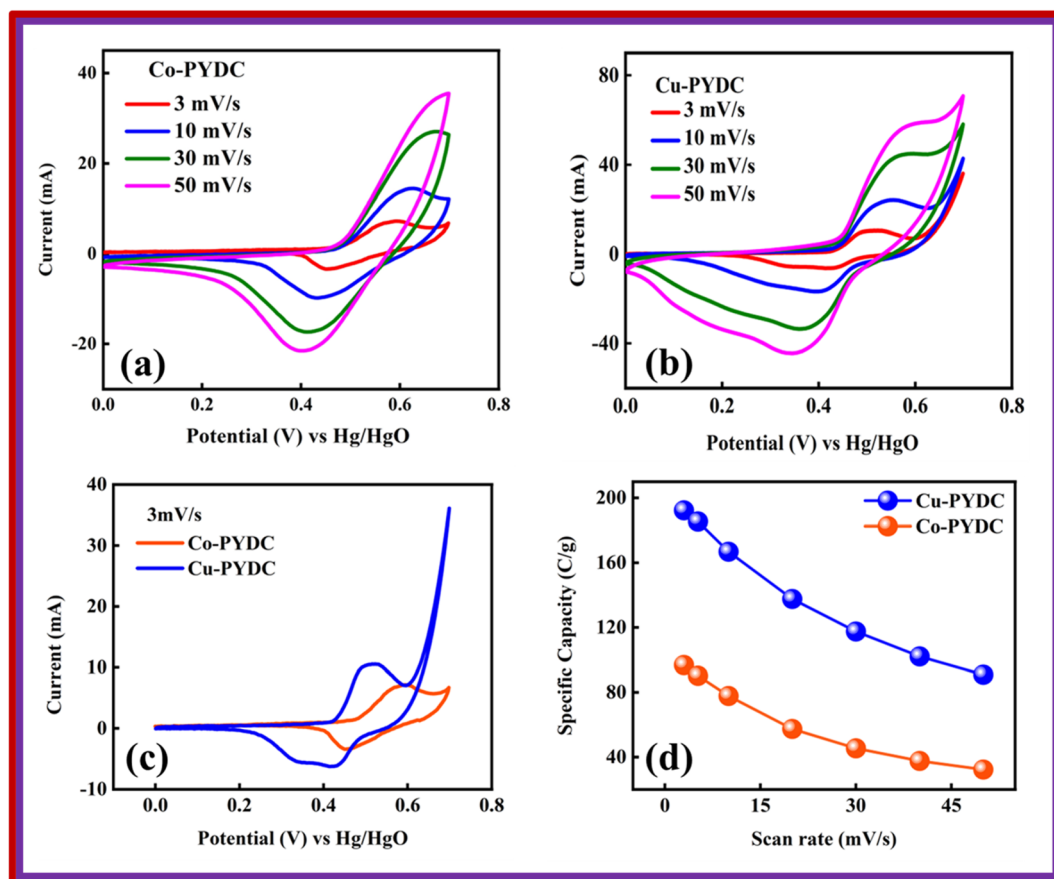 Co-PYDC
3 mV/s
10 mV/s
30 mV/s
50 mV/s
40
20
0
-20
Current (mA)
(a)
0.0 0.2 0.4 0.6 0.8
Potential (V) vs Hg/HgO
Cu-PYDC
3 mV/s
10 mV/s
30 mV/s
50 mV/s
80
40
0
-40
Current (mA)
(b)
0.0 0.2 0.4 0.6 0.8
Potential (V) vs Hg/HgO
3mV/s
Co-PYDC
Cu-PYDC
40
30
20
10
0
-10
Current (mA)
(c)
0.0 0.2 0.4 0.6 0.8
Potential (V) vs Hg/HgO
Cu-PYDC
Co-PYDC
200
160
120
80
40
Specific Capacity (C/g)
(d)
0 15 30 45
Scan rate (mV/s)